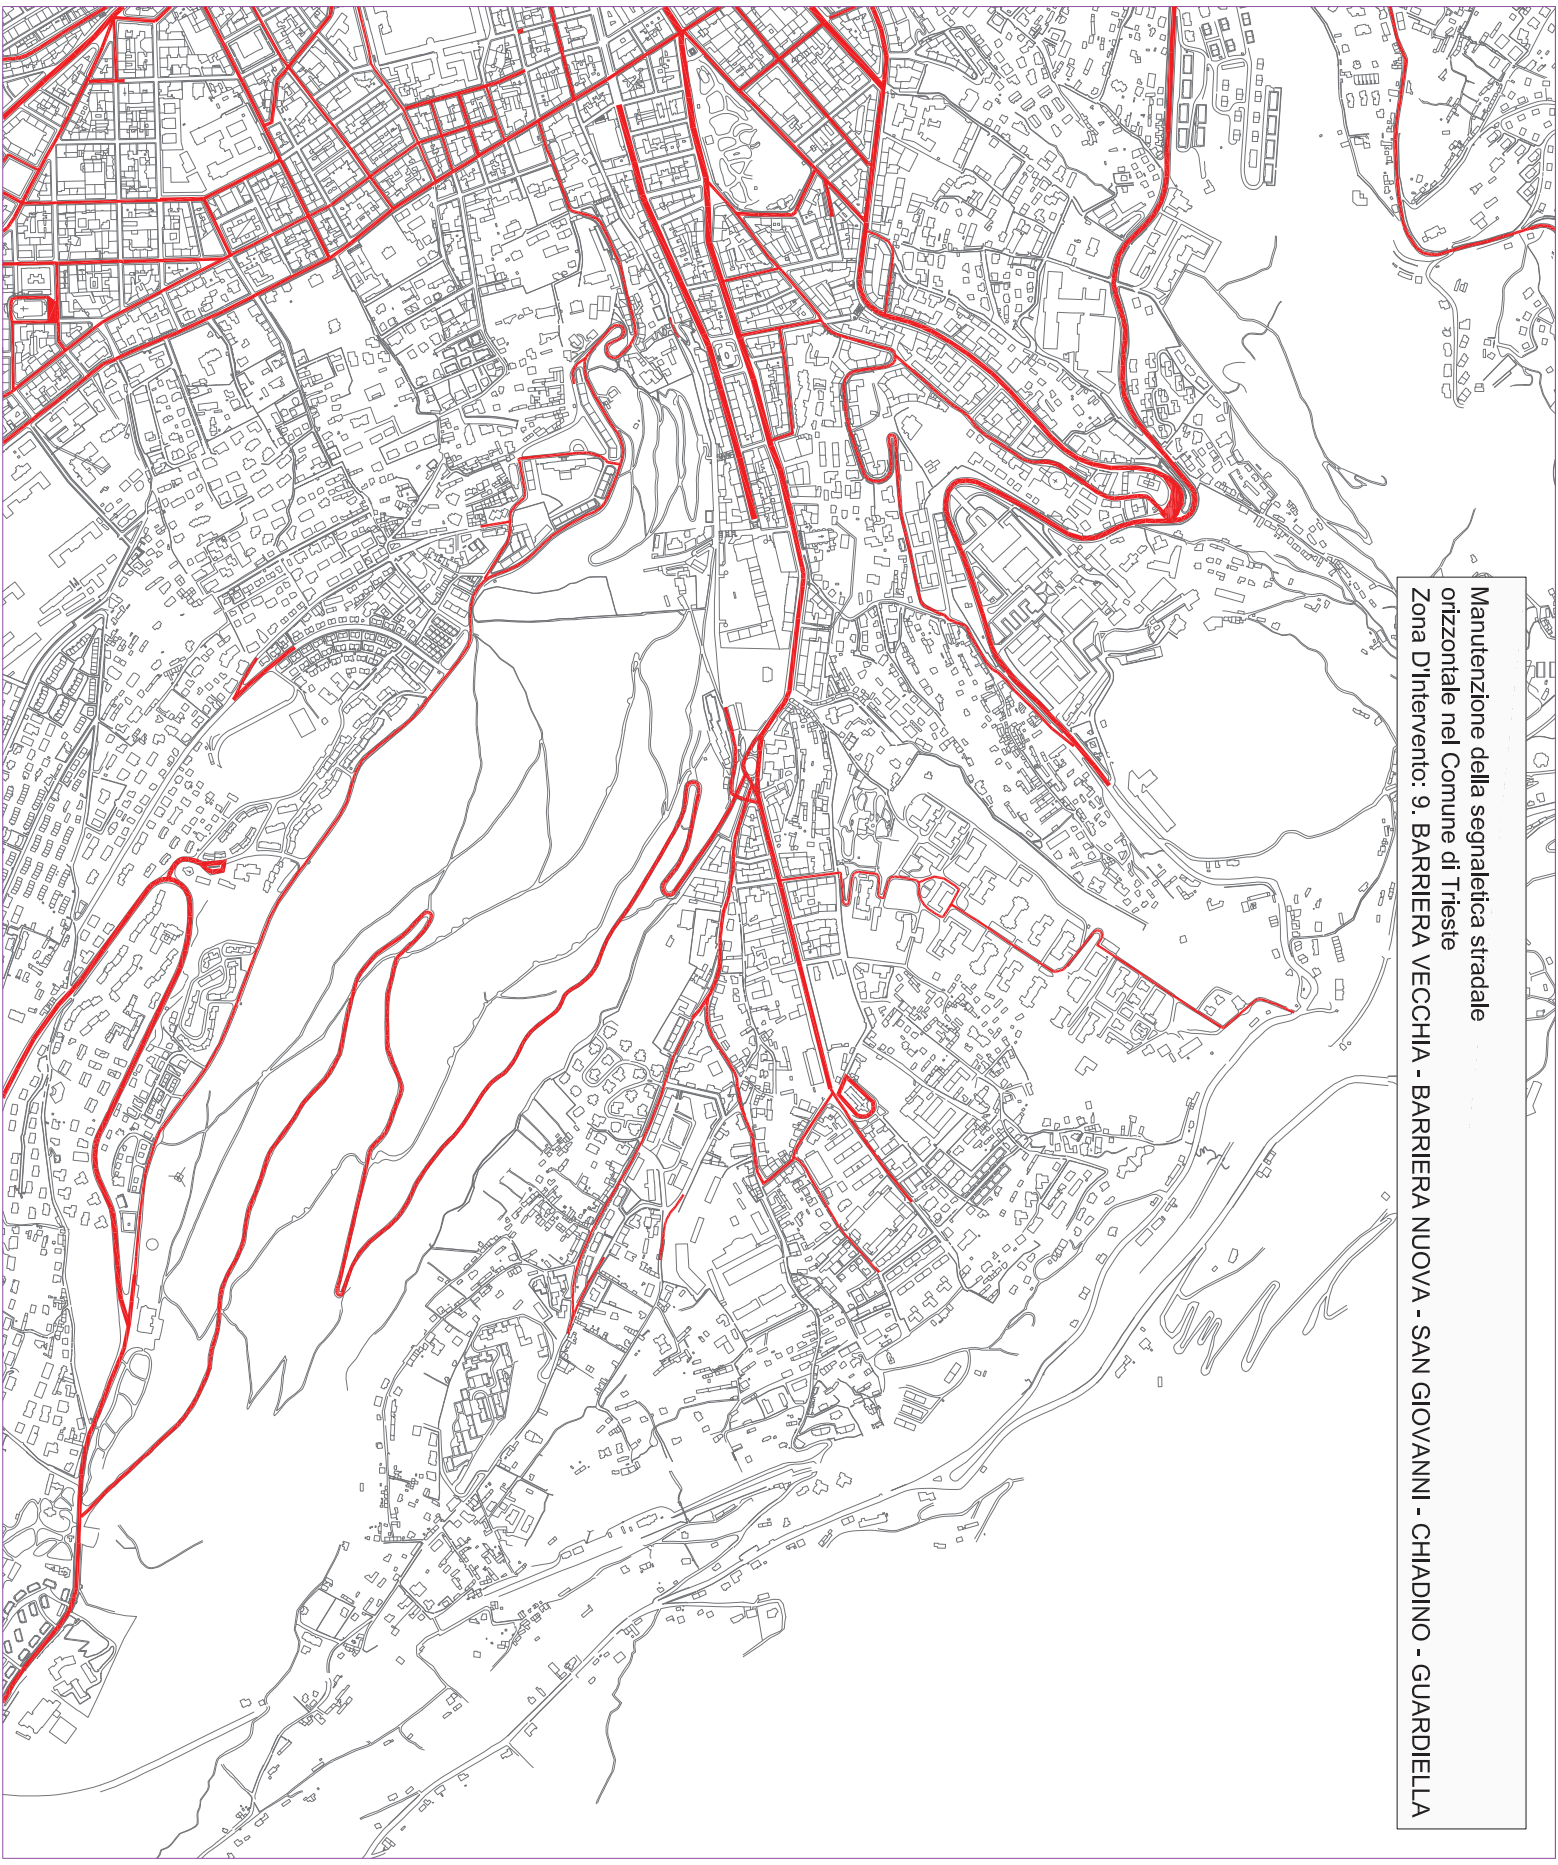 Manutenzione della segnaletica stradale
orizzontale nel Comune di Trieste
Zona D'Intervento: 9. BARRIERA VECCHIA - BARRIERA NUOVA - SAN GIOVANNI - CHIADINO - GUARDIELLA